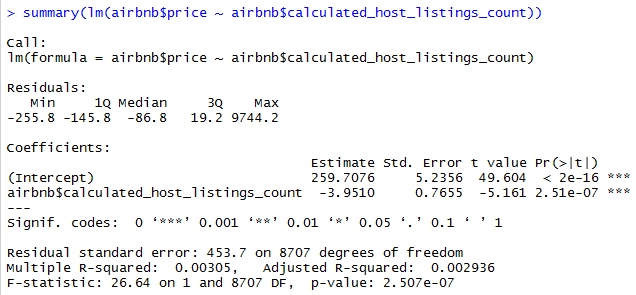 > summary(lm(airbnb$price ~ airbnb$calculated_host_listings_count))
Call:
lm(formula = airbnb$price ~ airbnb$calculated_host_listings_count)
Residuals:
Min 1Q Median 3Q Max
-255.8 -145.8 -86.8 19.2 9744.2
Coefficients:
Estimate Std. Error t value Pr(>|t|)
(Intercept) 259.7076 5.2356 49.604 < 2e-16 ***
airbnb$calculated_host_listings_count -3.9510 0.7655 -5.161 2.51e-07 ***
---
Signif. codes: 0 ‘***’ 0.001 ‘**’ 0.01 ‘*’ 0.05 ‘.’ 0.1 ‘ ’ 1
Residual standard error: 453.7 on 8707 degrees of freedom
Multiple R-squared: 0.00305, Adjusted R-squared: 0.002936
F-statistic: 26.64 on 1 and 8707 DF, p-value: 2.507e-07